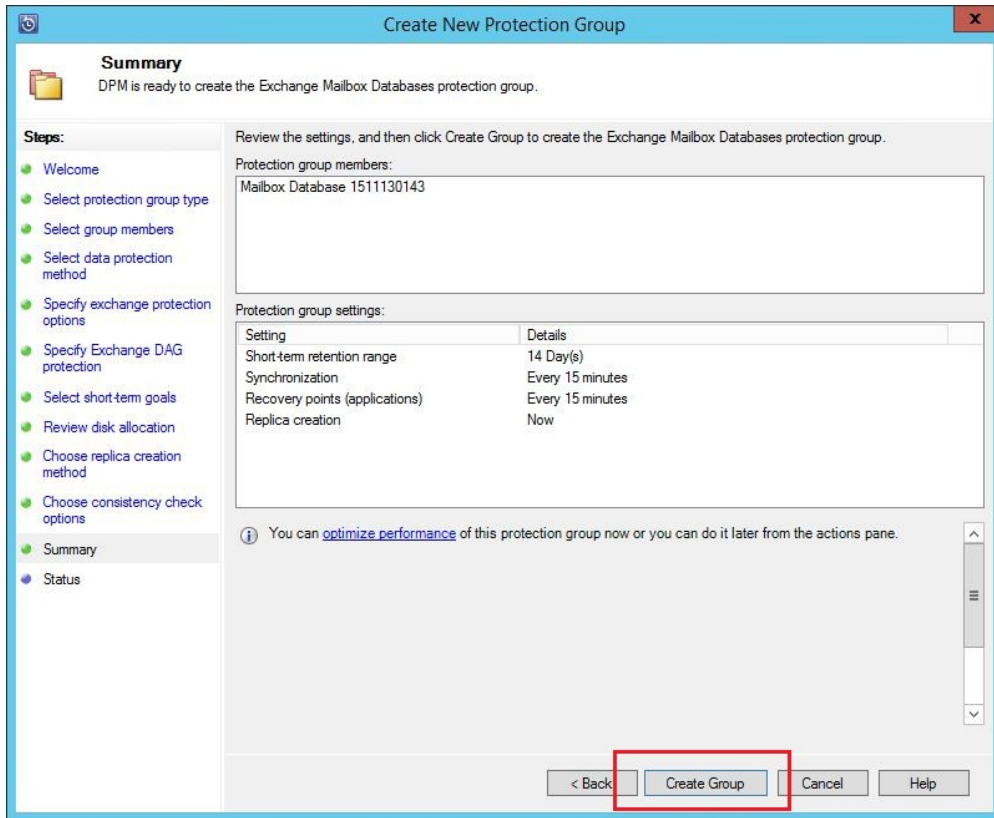 Create New Protection Group
x
Summary
DPM is ready to create the Exchange Mailbox Databases protection group.
Steps:
Welcome
Select protection group type
Select group members
Select data protection
method
Specify exchange protection
options
Specify Exchange DAG
protection
Select short-term goals
Review disk allocation
Choose replica creation
method
Choose consistency check
options
Summary
Status
Review the settings, and then click Create Group to create the Exchange Mailbox Databases protection group.
Protection group members:
Mailbox Database 1511130143
Protection group settings:
Setting Details
Short-term retention range 14 Day(s)
Synchronization Every 15 minutes
Recovery points (applications) Every 15 minutes
Replica creation Now
You can optimize performance of this protection group now or you can do it later from the actions pane.
< Back Create Group Cancel Help